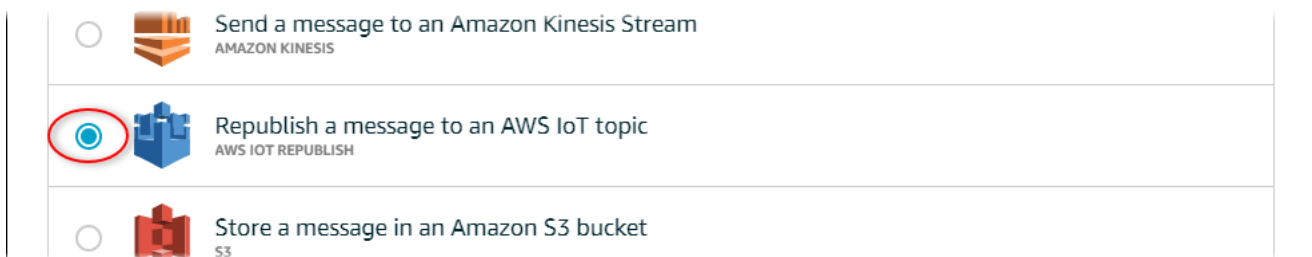 Send a message to an Amazon Kinesis Stream
AMAZON KINESIS
Republish a message to an AWS IoT topic
AWS IOT REPUBLISH
Store a message in an Amazon S3 bucket
S3